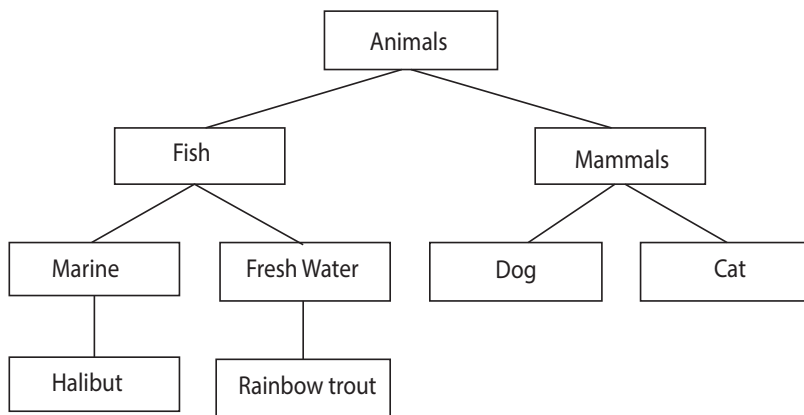 Animals
Fish
Mammals
Marine
Fresh Water
Dog
Cat
Halibut
Rainbow trout